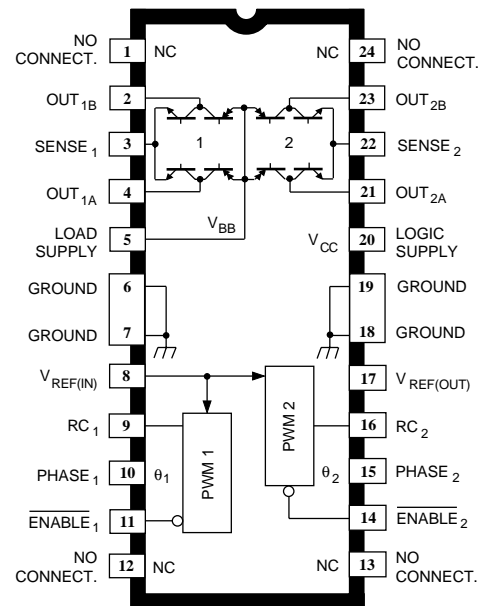 NO CONNECT. 1 NC NC 24 NO CONNECT.
OUT1B 2 23 OUT2B
SENSE1 3 1 2 22 SENSE2
OUT1A 4 21 OUT2A
LOAD SUPPLY 5 VBB VCC 20 LOGIC SUPPLY
GROUND 6 19 GROUND
GROUND 7 18 GROUND
VREF(IN) 8 17 VREF(OUT)
RC1 9 PWM 1 PWM 2 16 RC2
PHASE1 10 θ1 θ2 15 PHASE2
ENABLE1 11 14 ENABLE2
NO CONNECT. 12 NC NC 13 NO CONNECT.